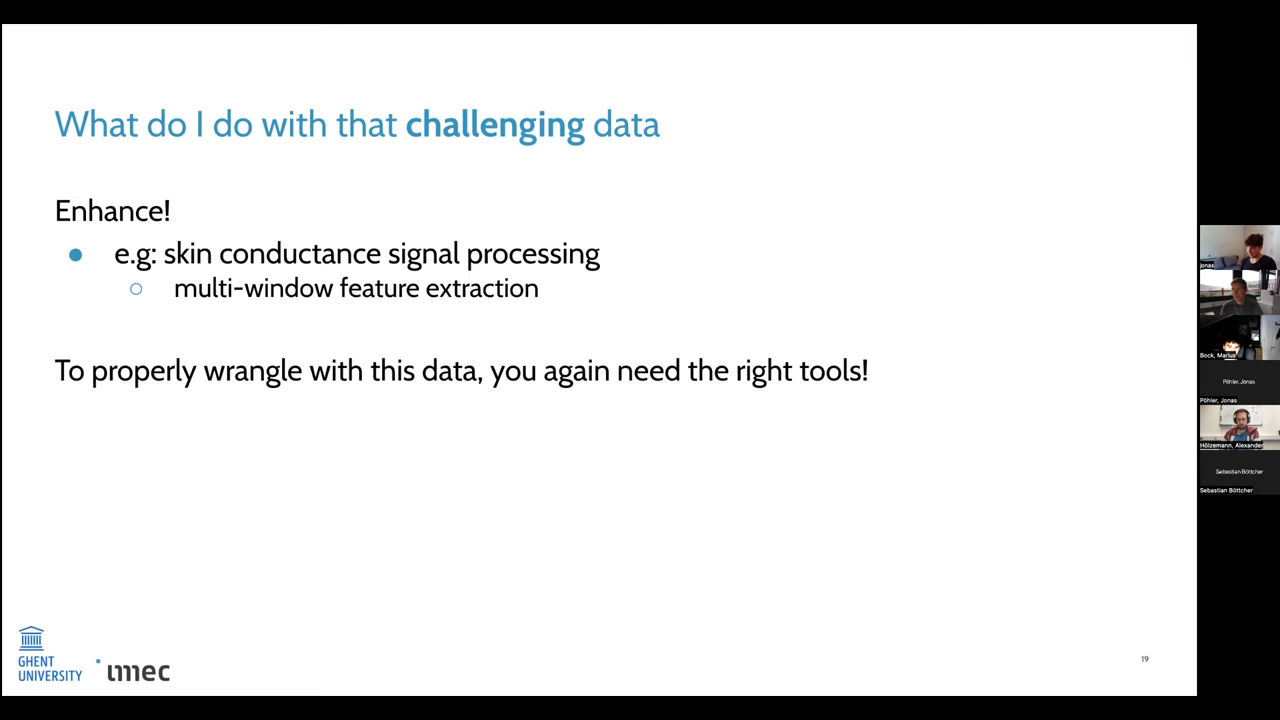 What do I do with that challenging data
Enhance!
e.g: skin conductance signal processing
multi-window feature extraction
To properly wrangle with this data, you again need the right tools!
GHENT
UNIVERSITY
imec
19
jonas
Bock, Marius
Pöhler, Jonas
Pöhler, Jonas
Hölzemann, Alexander
Sebastian Böttcher
Sebastian Böttcher